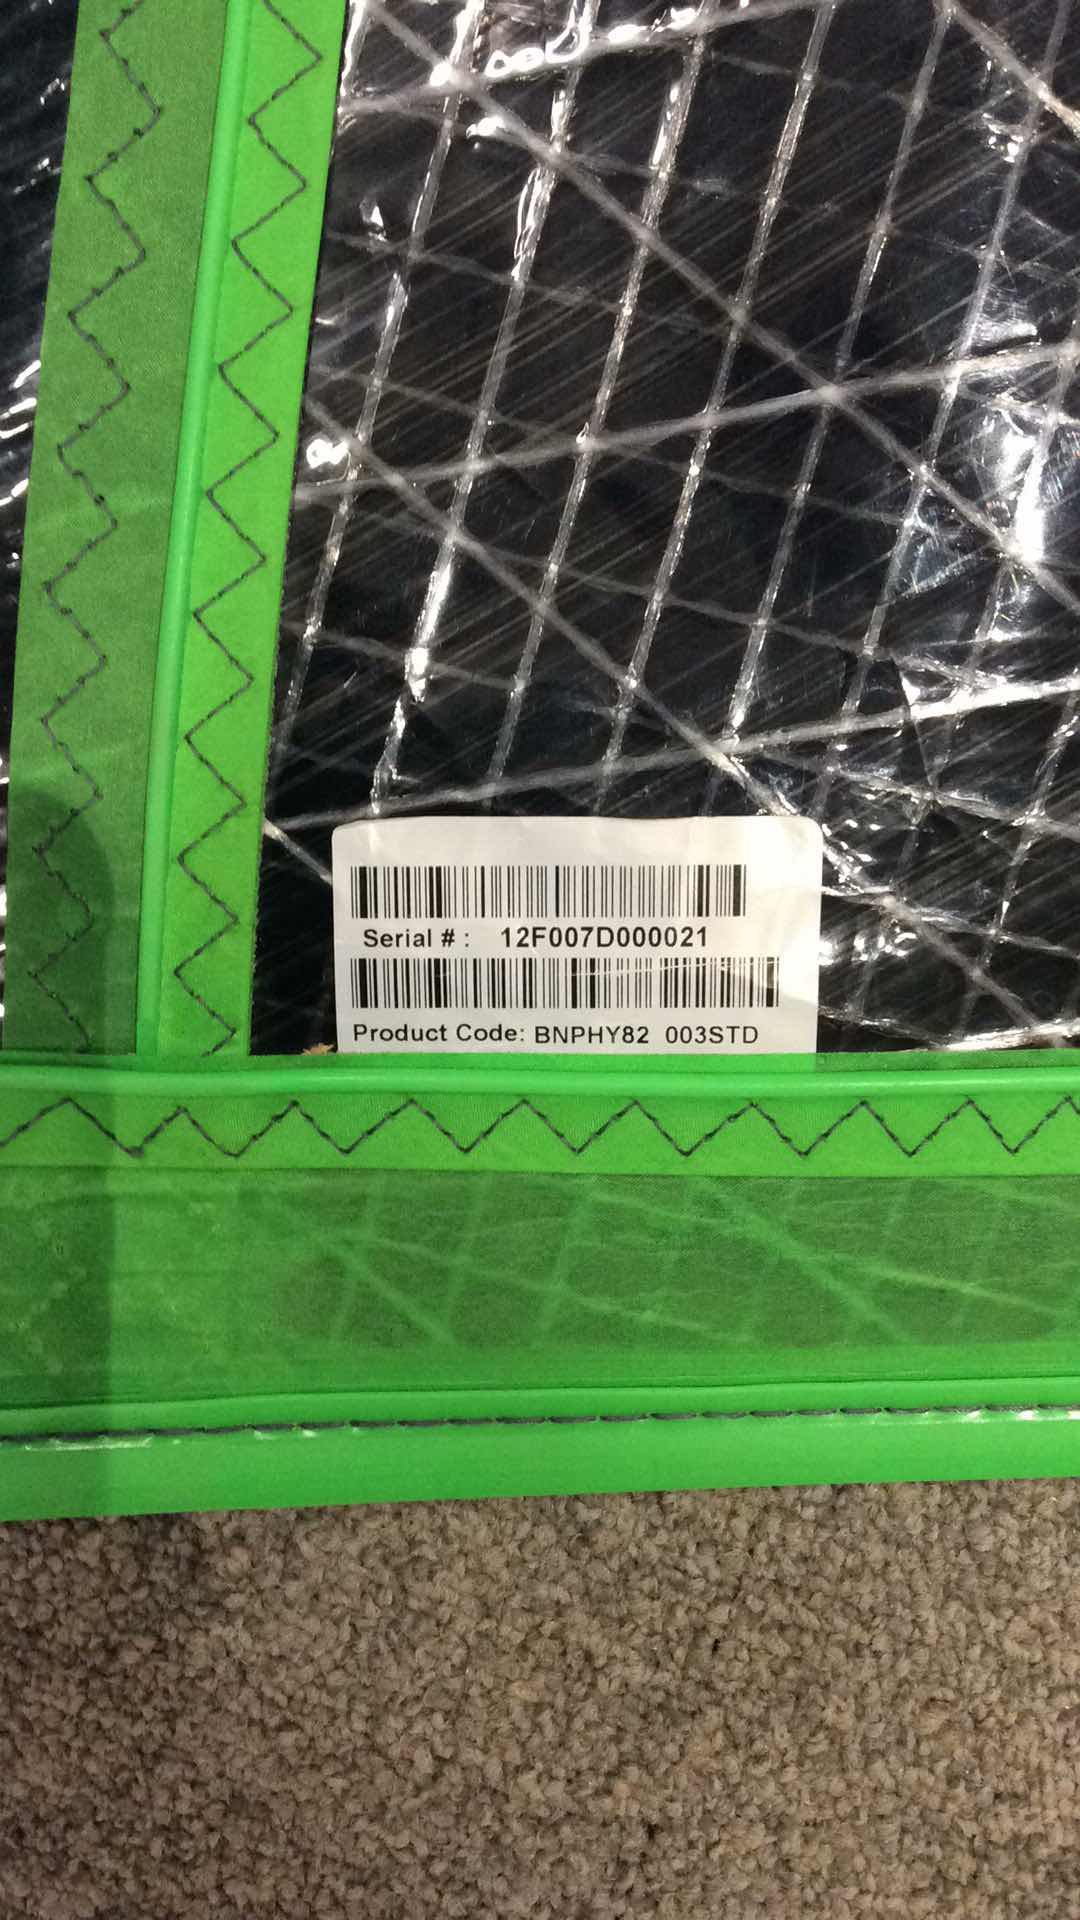 Serial # : 12F007D000021
Product Code: BNPHY82 003STD